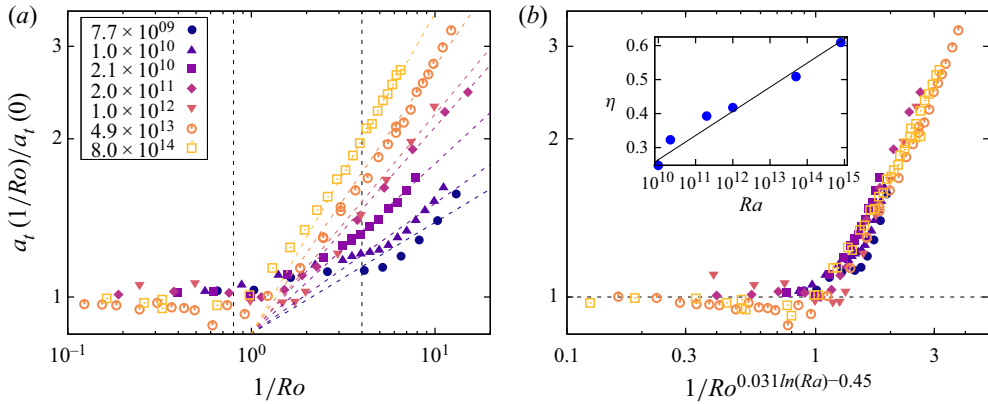 (a)
3
2
1
a_t (1/Ro)/a_t (0)
7.7 × 10^09
1.0 × 10^10
2.1 × 10^10
2.0 × 10^11
1.0 × 10^12
4.9 × 10^13
8.0 × 10^14
10^−1 10^0 10^1
1/Ro
(b)
3
2
1
0.6
0.5
0.4
0.3
η
10^10 10^11 10^12 10^13 10^14 10^15
Ra
0.1 0.3 1 3
1/Ro^0.031ln(Ra)−0.45